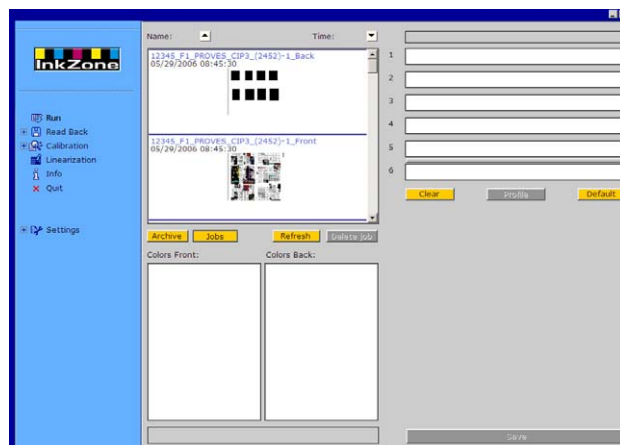 InkZone
Run
Read Back
Calibration
Linearization
Info
Quit
Settings
Name:
Time:
12345_F1_PROVES_CIP3_(2452)-1_Back
05/29/2006 08:45:30
12345_F1_PROVES_CIP3_(2452)-1_Front
05/29/2006 08:45:30
Archive
Jobs
Refresh
Delete job
Colors Front:
Colors Back:
1
2
3
4
5
6
Clear
Profile
Default
Save